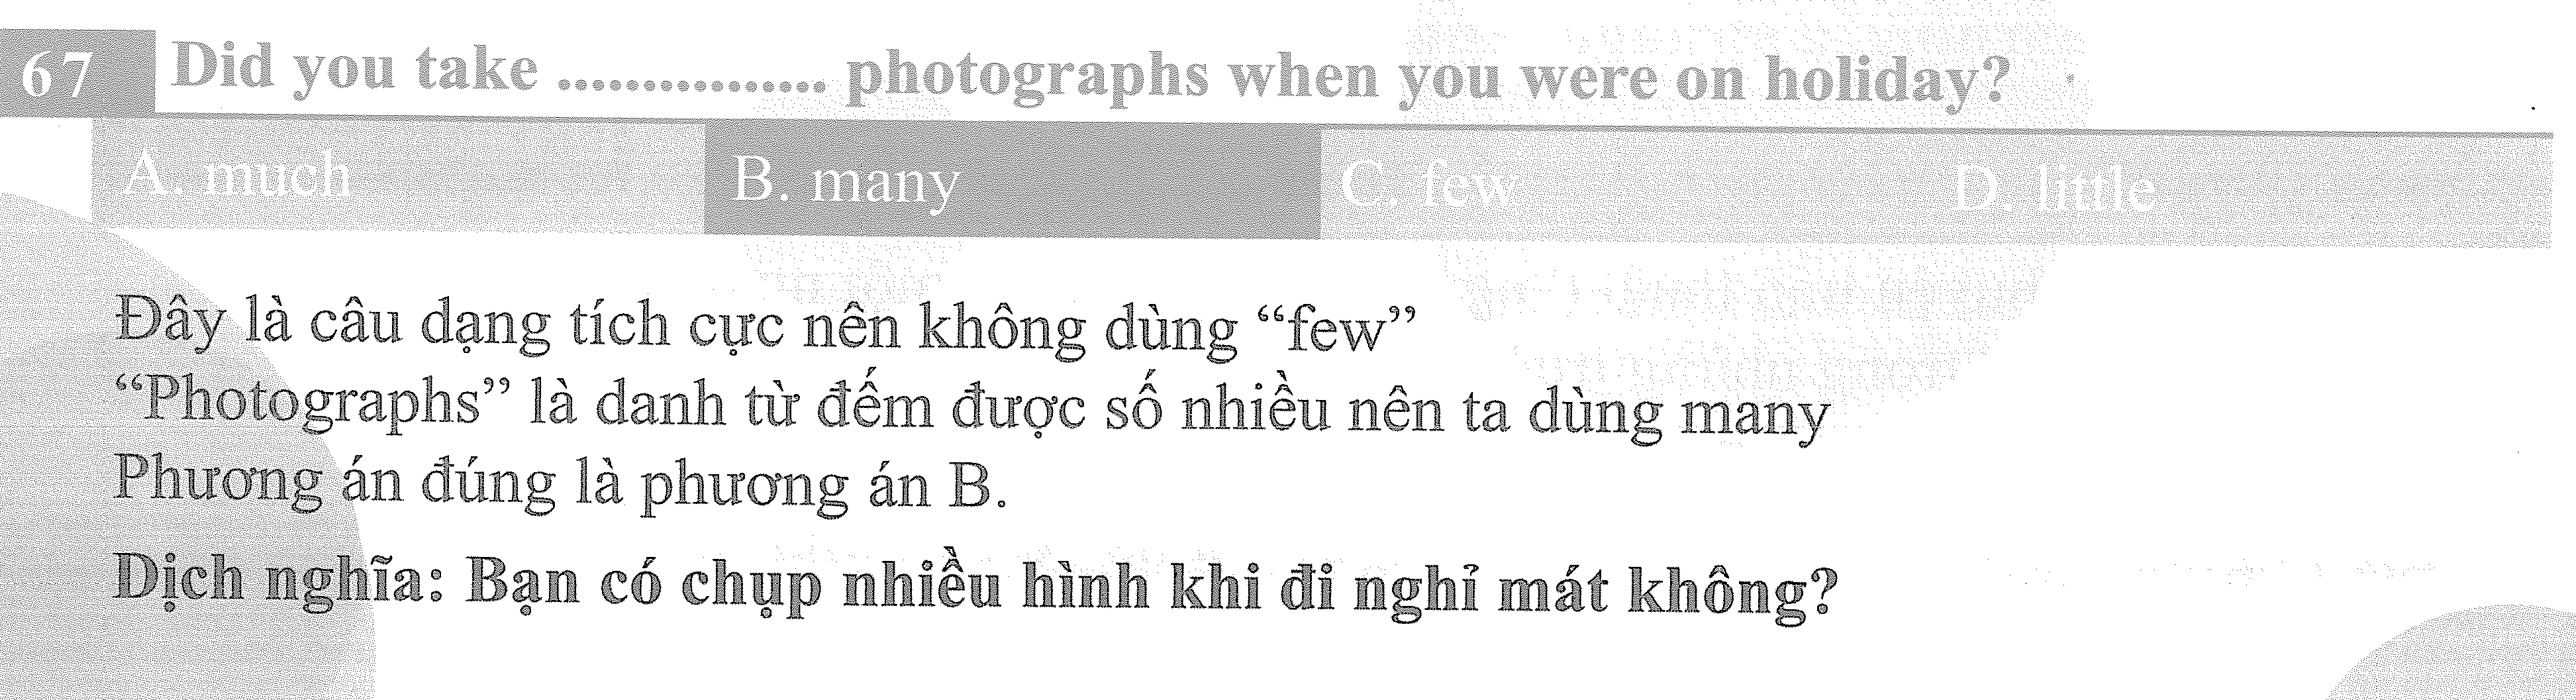 67 Did you take ................ photographs when you were on holiday?
A. much B. many C. few D. little
Đây là câu dạng tích cực nên không dùng “few”
“Photographs” là danh từ đếm được số nhiều nên ta dùng many
Phương án đúng là phương án B.
Dịch nghĩa: Bạn có chụp nhiều hình khi đi nghỉ mát không?